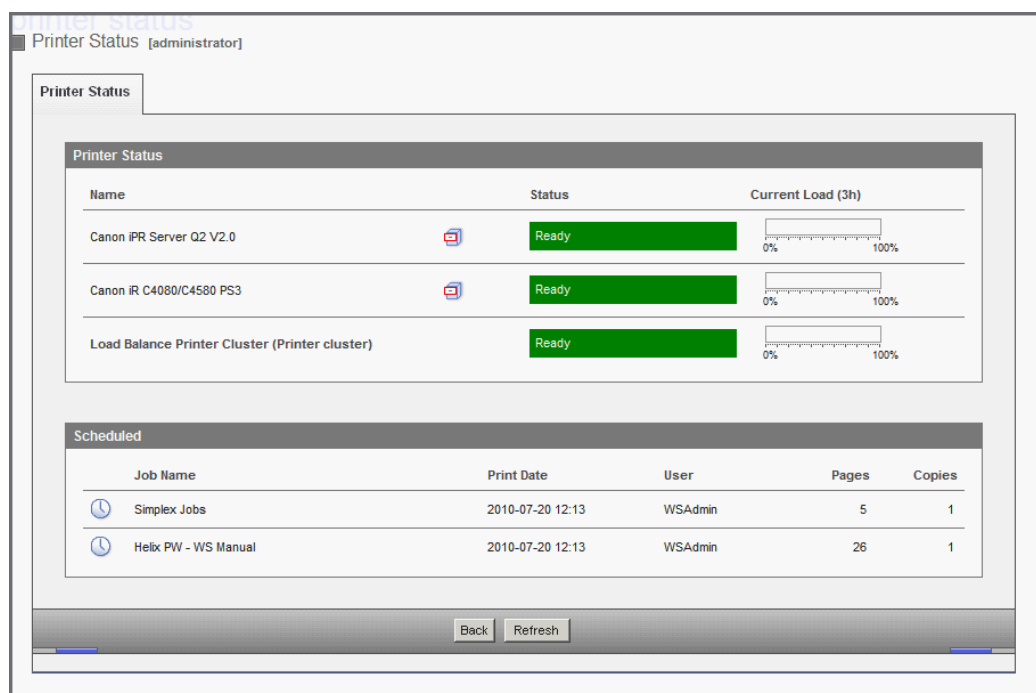 printer status
Printer Status [administrator]
Printer Status
Printer Status
Name Status Current Load (3h)
Canon iPR Server Q2 V2.0 Ready
0% 100%
Canon iR C4080/C4580 PS3 Ready
0% 100%
Load Balance Printer Cluster (Printer cluster) Ready
0% 100%
Scheduled
Job Name Print Date User Pages Copies
Simplex Jobs 2010-07-20 12:13 WSAdmin 5 1
Helix PW - WS Manual 2010-07-20 12:13 WSAdmin 26 1
Back Refresh